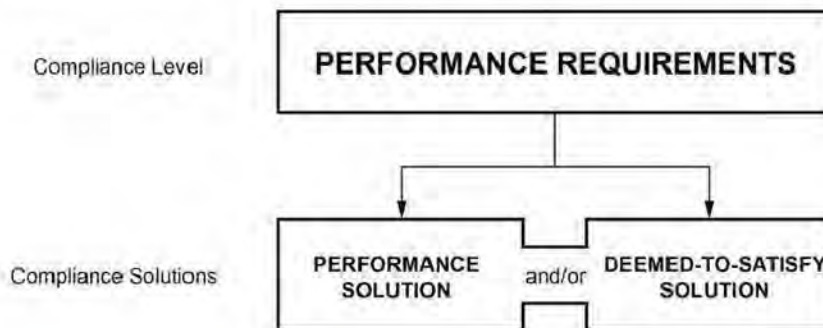 Compliance Level
PERFORMANCE REQUIREMENTS
Compliance Solutions
PERFORMANCE
SOLUTION
and/or
DEEMED-TO-SATISFY
SOLUTION